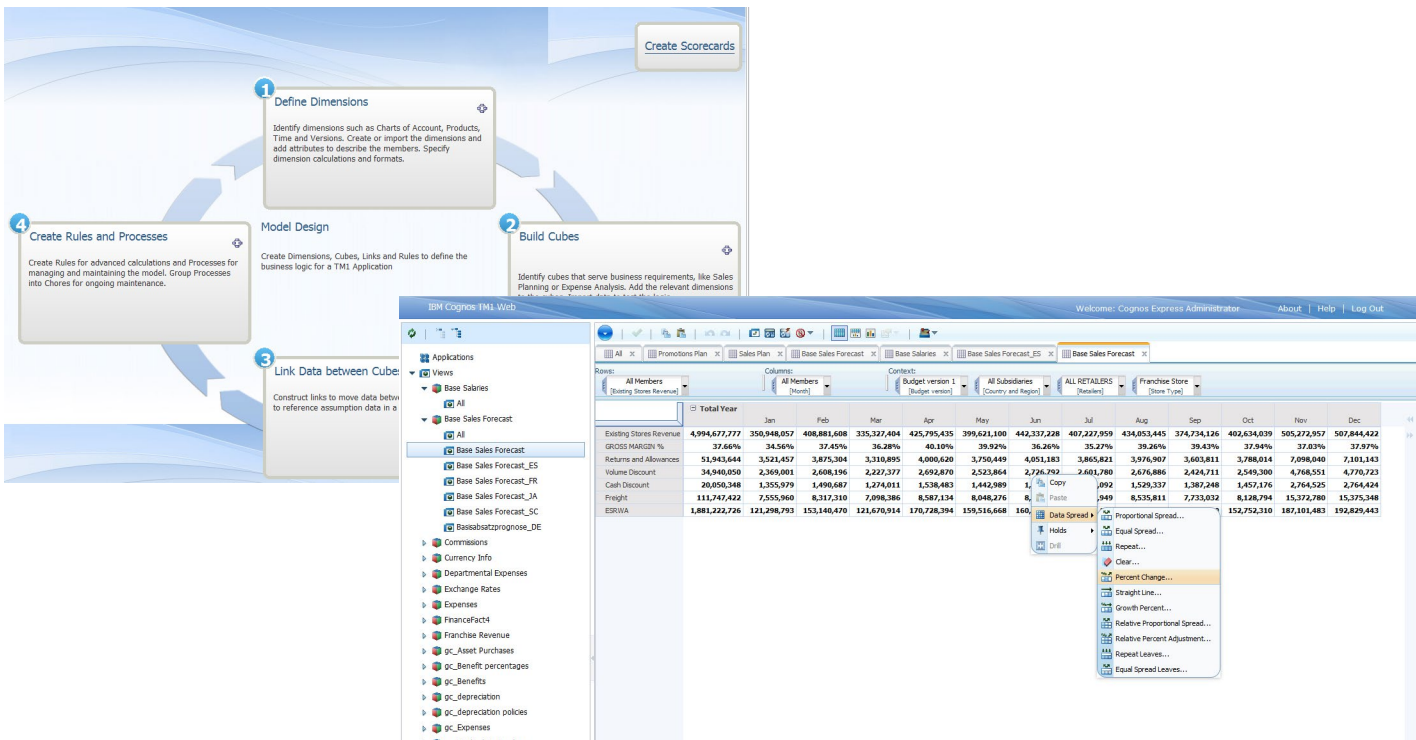 Create Scorecards
1
Define Dimensions
Identify dimensions such as Charts of Account, Products,
Time and Versions. Create or import the dimensions and
add attributes to describe the members. Specify
dimension calculations and formats.
4
Create Rules and Processes
Create Rules for advanced calculations and Processes for
managing and maintaining the model. Group Processes
into Chores for ongoing maintenance.
Model Design
Create Dimensions, Cubes, Links and Rules to define the
business logic for a TM1 Application
2
Build Cubes
Identify cubes that serve business requirements, like Sales
Planning or Expense Analysis. Add the relevant dimensions
3
Link Data between Cube
Construct links to move data betw
to reference assumption data in a
IBM Cognos TM1 Web
Welcome: Cognos Express Administrator About | Help | Log Out
Applications
Views
Base Salaries
All
Base Sales Forecast
All
Base Sales Forecast
Base Sales Forecast_ES
Base Sales Forecast_FR
Base Sales Forecast_JA
Base Sales Forecast_SC
Basisabsatzprognose_DE
Commissions
Currency Info
Departmental Expenses
Exchange Rates
Expenses
FinanceFact4
Franchise Revenue
gc_Asset Purchases
gc_Benefit percentages
gc_Benefits
gc_depreciation
gc_depreciation policies
gc_Expenses
All Promotions Plan Sales Plan Base Sales Forecast Base Salaries Base Sales Forecast_ES Base Sales Forecast
Rows: Columns: Context:
All Members All Members Budget version 1 All Subsidiaries ALL RETAILERS Franchise Store
[Existing Stores Revenue] [Month] [Budget version] [Country and Region] [Retailers] [Store Type]
Total Year Jan Feb Mar Apr May Jun Jul Aug Sep Oct Nov Dec
Existing Stores Revenue 4,994,677,777 350,948,057 408,881,608 335,327,404 425,795,435 399,621,100 442,337,228 407,227,959 434,053,445 374,734,126 402,634,039 505,272,957 507,844,422
GROSS MARGIN % 37.66% 34.56% 37.45% 36.28% 40.10% 39.92% 36.26% 35.27% 39.26% 39.43% 37.94% 37.03% 37.97%
Returns and Allowances 51,943,644 3,521,457 3,875,304 3,310,895 4,000,620 3,750,449 4,051,183 3,865,821 3,976,907 3,603,811 3,788,014 7,098,040 7,101,143
Volume Discount 34,940,050 2,369,001 2,608,196 2,227,377 2,692,870 2,523,864 2,726,792 2,601,780 2,676,886 2,424,711 2,549,300 4,768,551 4,770,723
Cash Discount 20,050,348 1,355,979 1,490,687 1,274,011 1,538,483 1,442,989 1, 092 1,529,337 1,387,248 1,457,176 2,764,525 2,764,424
Freight 111,747,422 7,555,960 8,317,310 7,098,386 8,587,134 8,048,276 8, 949 8,535,811 7,733,032 8,128,794 15,372,780 15,375,348
ESRWA 1,881,222,726 121,298,793 153,140,470 121,670,914 170,728,394 159,516,668 160, 152,752,310 187,101,483 192,829,443
Copy
Paste
Data Spread
Holds
Drill
Proportional Spread...
Equal Spread...
Repeat...
Clear...
Percent Change...
Straight Line...
Growth Percent...
Relative Proportional Spread...
Relative Percent Adjustment...
Repeat Leaves...
Equal Spread Leaves...